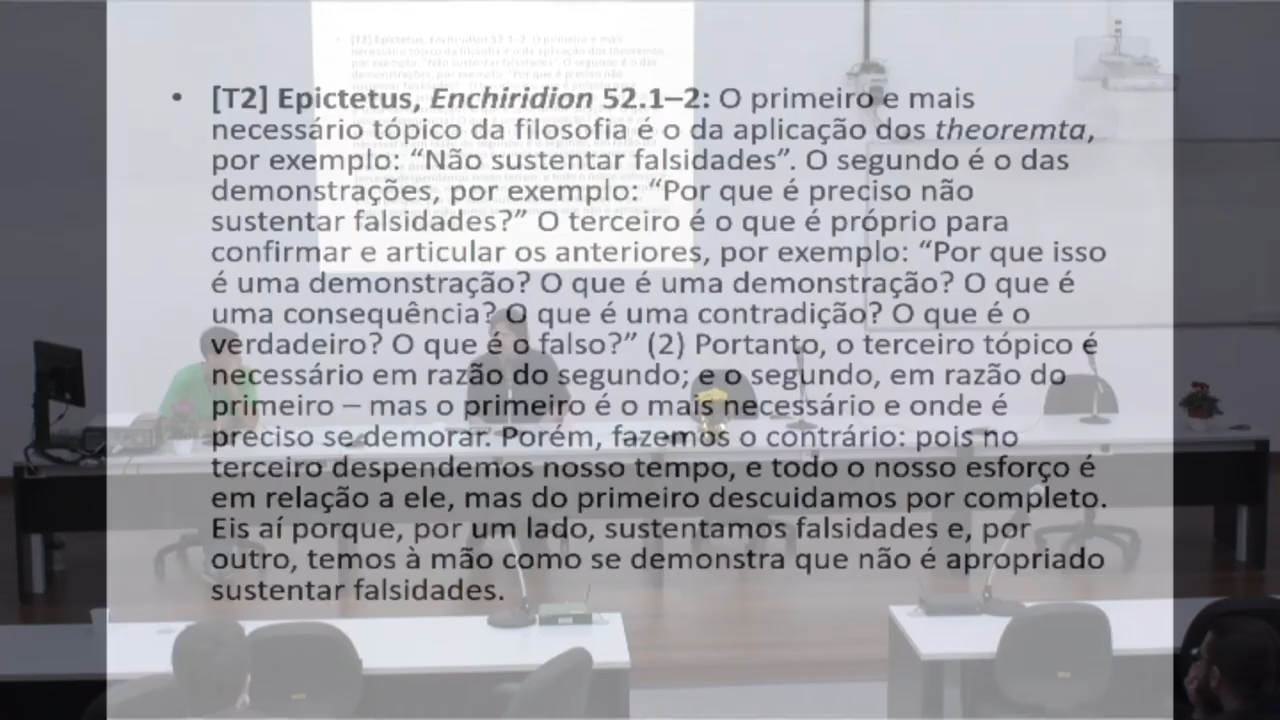 • [T2] Epictetus, Enchiridion 52.1–2: O primeiro e mais
necessário tópico da filosofia é o da aplicação dos theoremta,
por exemplo: “Não sustentar falsidades”. O segundo é o das
demonstrações, por exemplo: “Por que é preciso não
sustentar falsidades?” O terceiro é o que é próprio para
confirmar e articular os anteriores, por exemplo: “Por que isso
é uma demonstração? O que é uma demonstração? O que é
uma consequência? O que é uma contradição? O que é o
verdadeiro? O que é o falso?” (2) Portanto, o terceiro tópico é
necessário em razão do segundo; e o segundo, em razão do
primeiro – mas o primeiro é o mais necessário e onde é
preciso se demorar. Porém, fazemos o contrário: pois no
terceiro despendemos nosso tempo, e todo o nosso esforço é
em relação a ele, mas do primeiro descuidamos por completo.
Eis aí porque, por um lado, sustentamos falsidades e, por
outro, temos à mão como se demonstra que não é apropriado
sustentar falsidades.